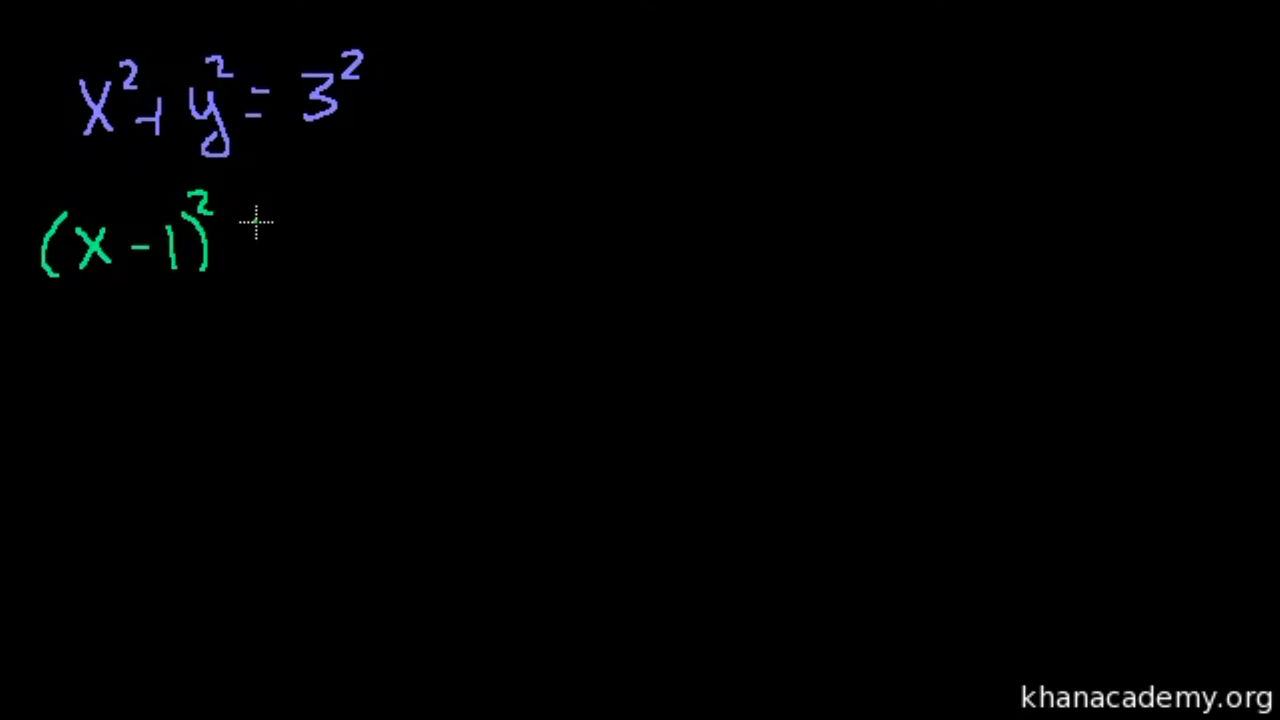 x² + y² = 3²
(x - 1)²
khanacademy.org